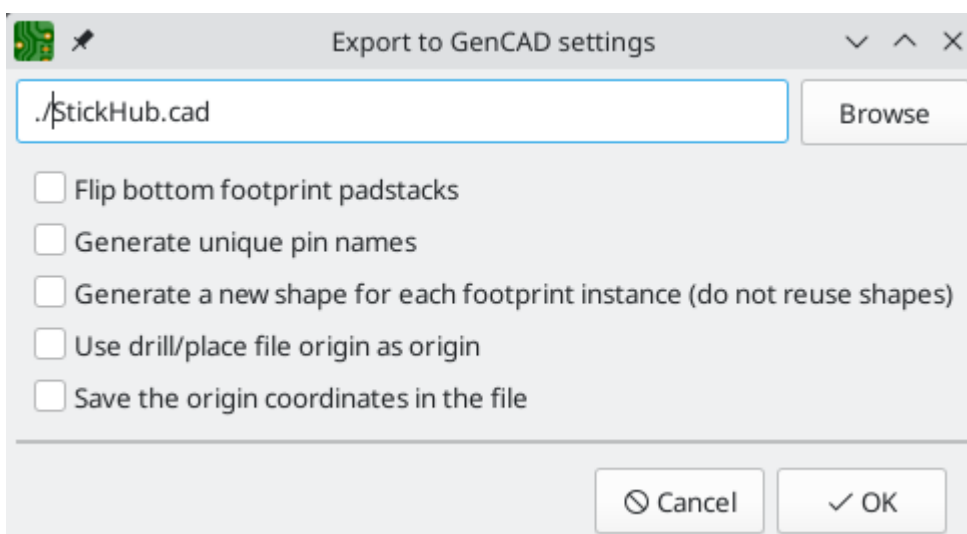 Export to GenCAD settings
./StickHub.cad Browse
Flip bottom footprint padstacks
Generate unique pin names
Generate a new shape for each footprint instance (do not reuse shapes)
Use drill/place file origin as origin
Save the origin coordinates in the file
Cancel OK